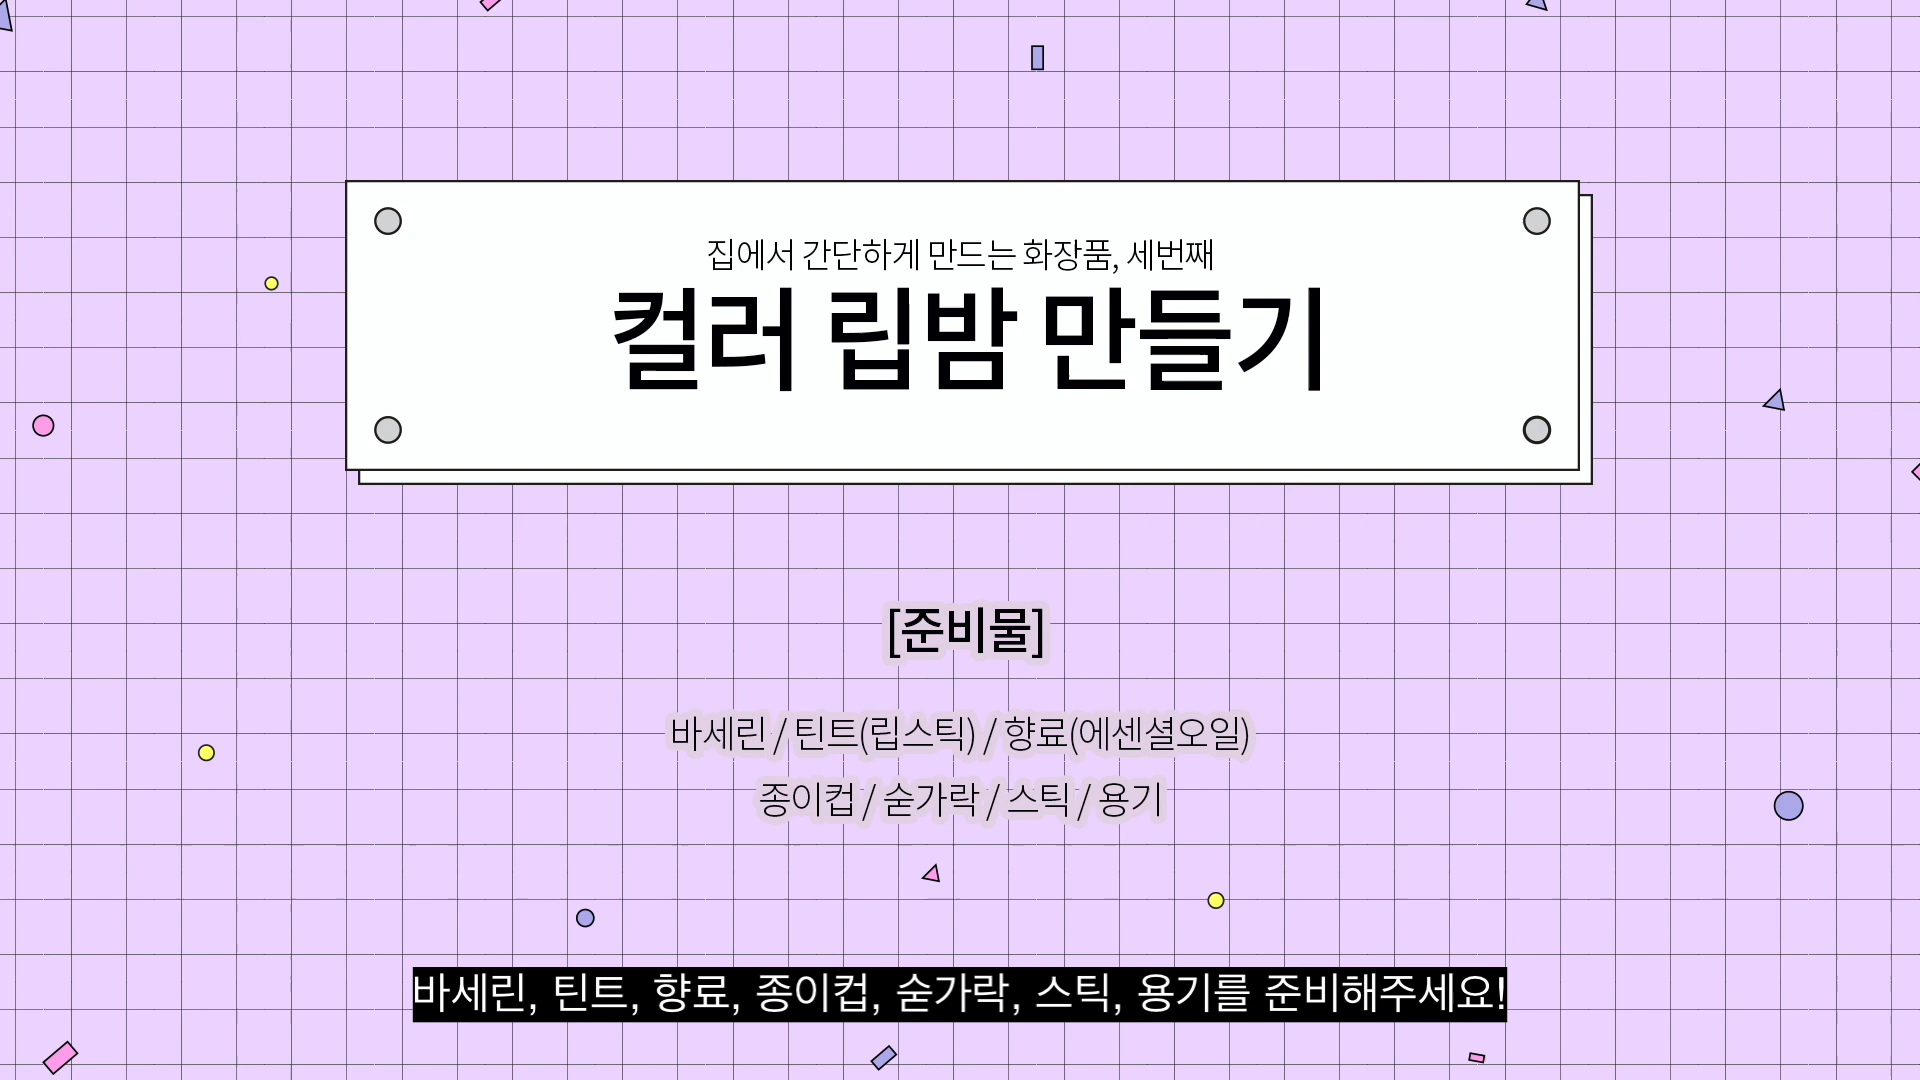 집에서 간단하게 만드는 화장품, 세번째
컬러 립밤 만들기
[준비물]
바세린 / 틴트(립스틱) / 향료(에센셜오일)
종이컵 / 숟가락 / 스틱 / 용기
바세린, 틴트, 향료, 종이컵, 숟가락, 스틱, 용기를 준비해주세요!